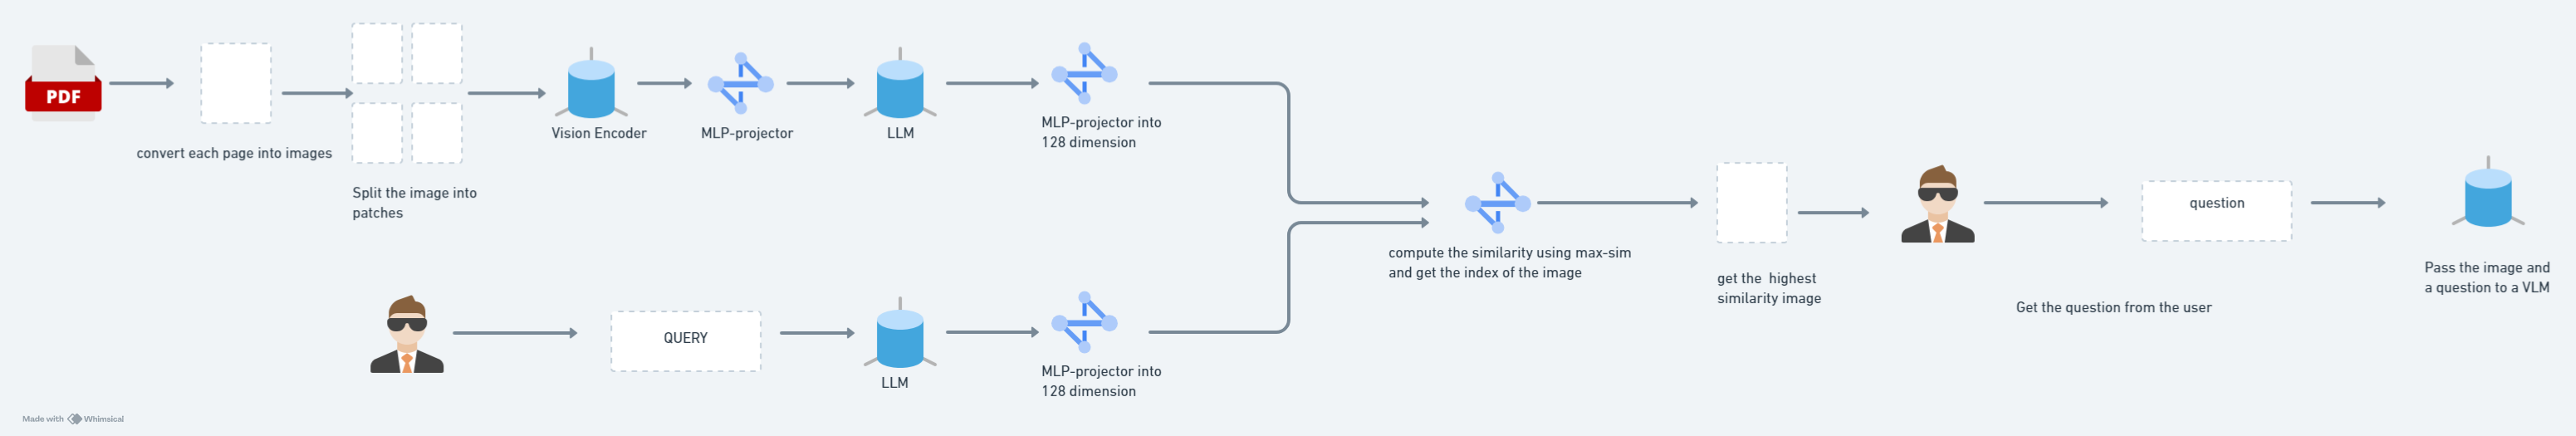 PDF
convert each page into images
Split the image into
patches
Vision Encoder
MLP-projector
LLM
MLP-projector into
128 dimension
QUERY
LLM
MLP-projector into
128 dimension
compute the similarity using max-sim
and get the index of the image
get the  highest
similarity image
question
Get the question from the user
Pass the image and
a question to a VLM
Made with Whimsical